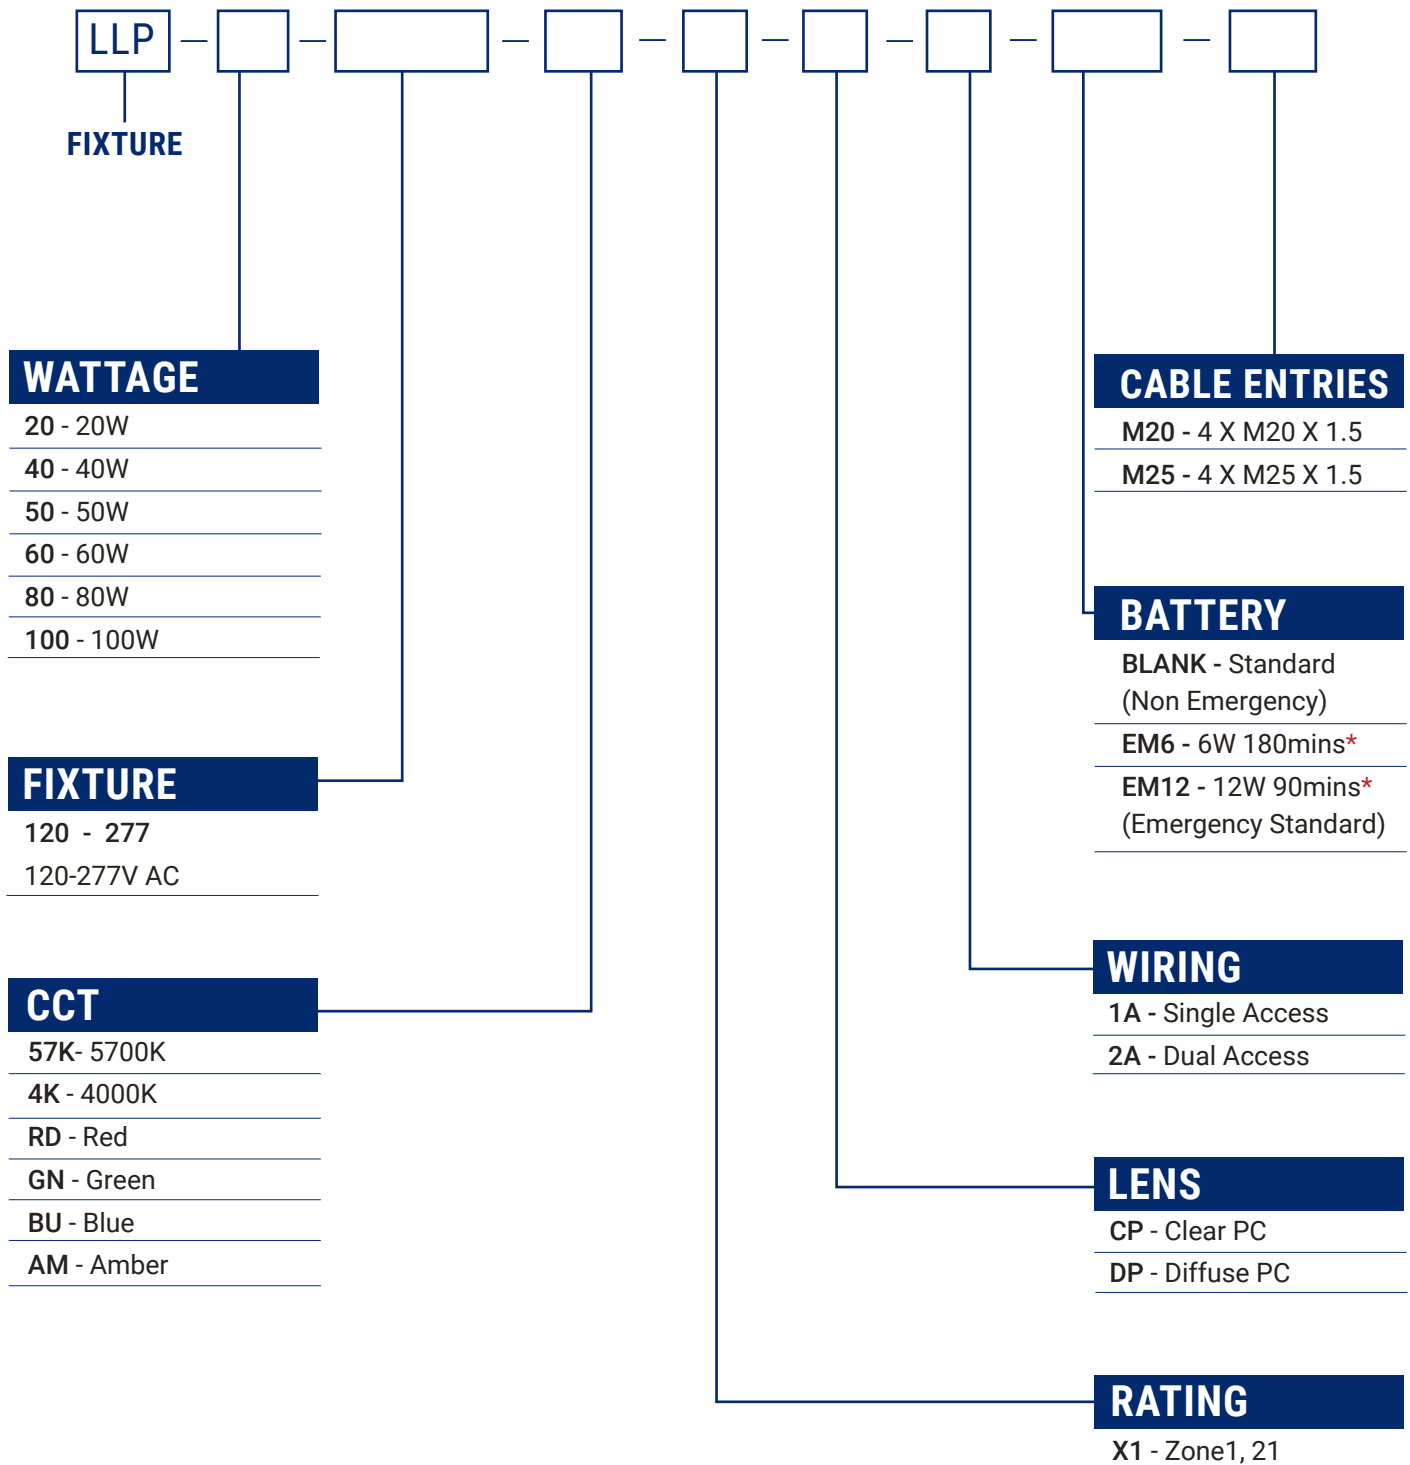 LLP — — — — — — — —
FIXTURE
WATTAGE
20 - 20W
40 - 40W
50 - 50W
60 - 60W
80 - 80W
100 - 100W
FIXTURE
120 - 277
120-277V AC
CCT
57K- 5700K
4K - 4000K
RD - Red
GN - Green
BU - Blue
AM - Amber
CABLE ENTRIES
M20 - 4 X M20 X 1.5
M25 - 4 X M25 X 1.5
BATTERY
BLANK - Standard
(Non Emergency)
EM6 - 6W 180mins*
EM12 - 12W 90mins*
(Emergency Standard)
WIRING
1A - Single Access
2A - Dual Access
LENS
CP - Clear PC
DP - Diffuse PC
RATING
X1 - Zone1, 21